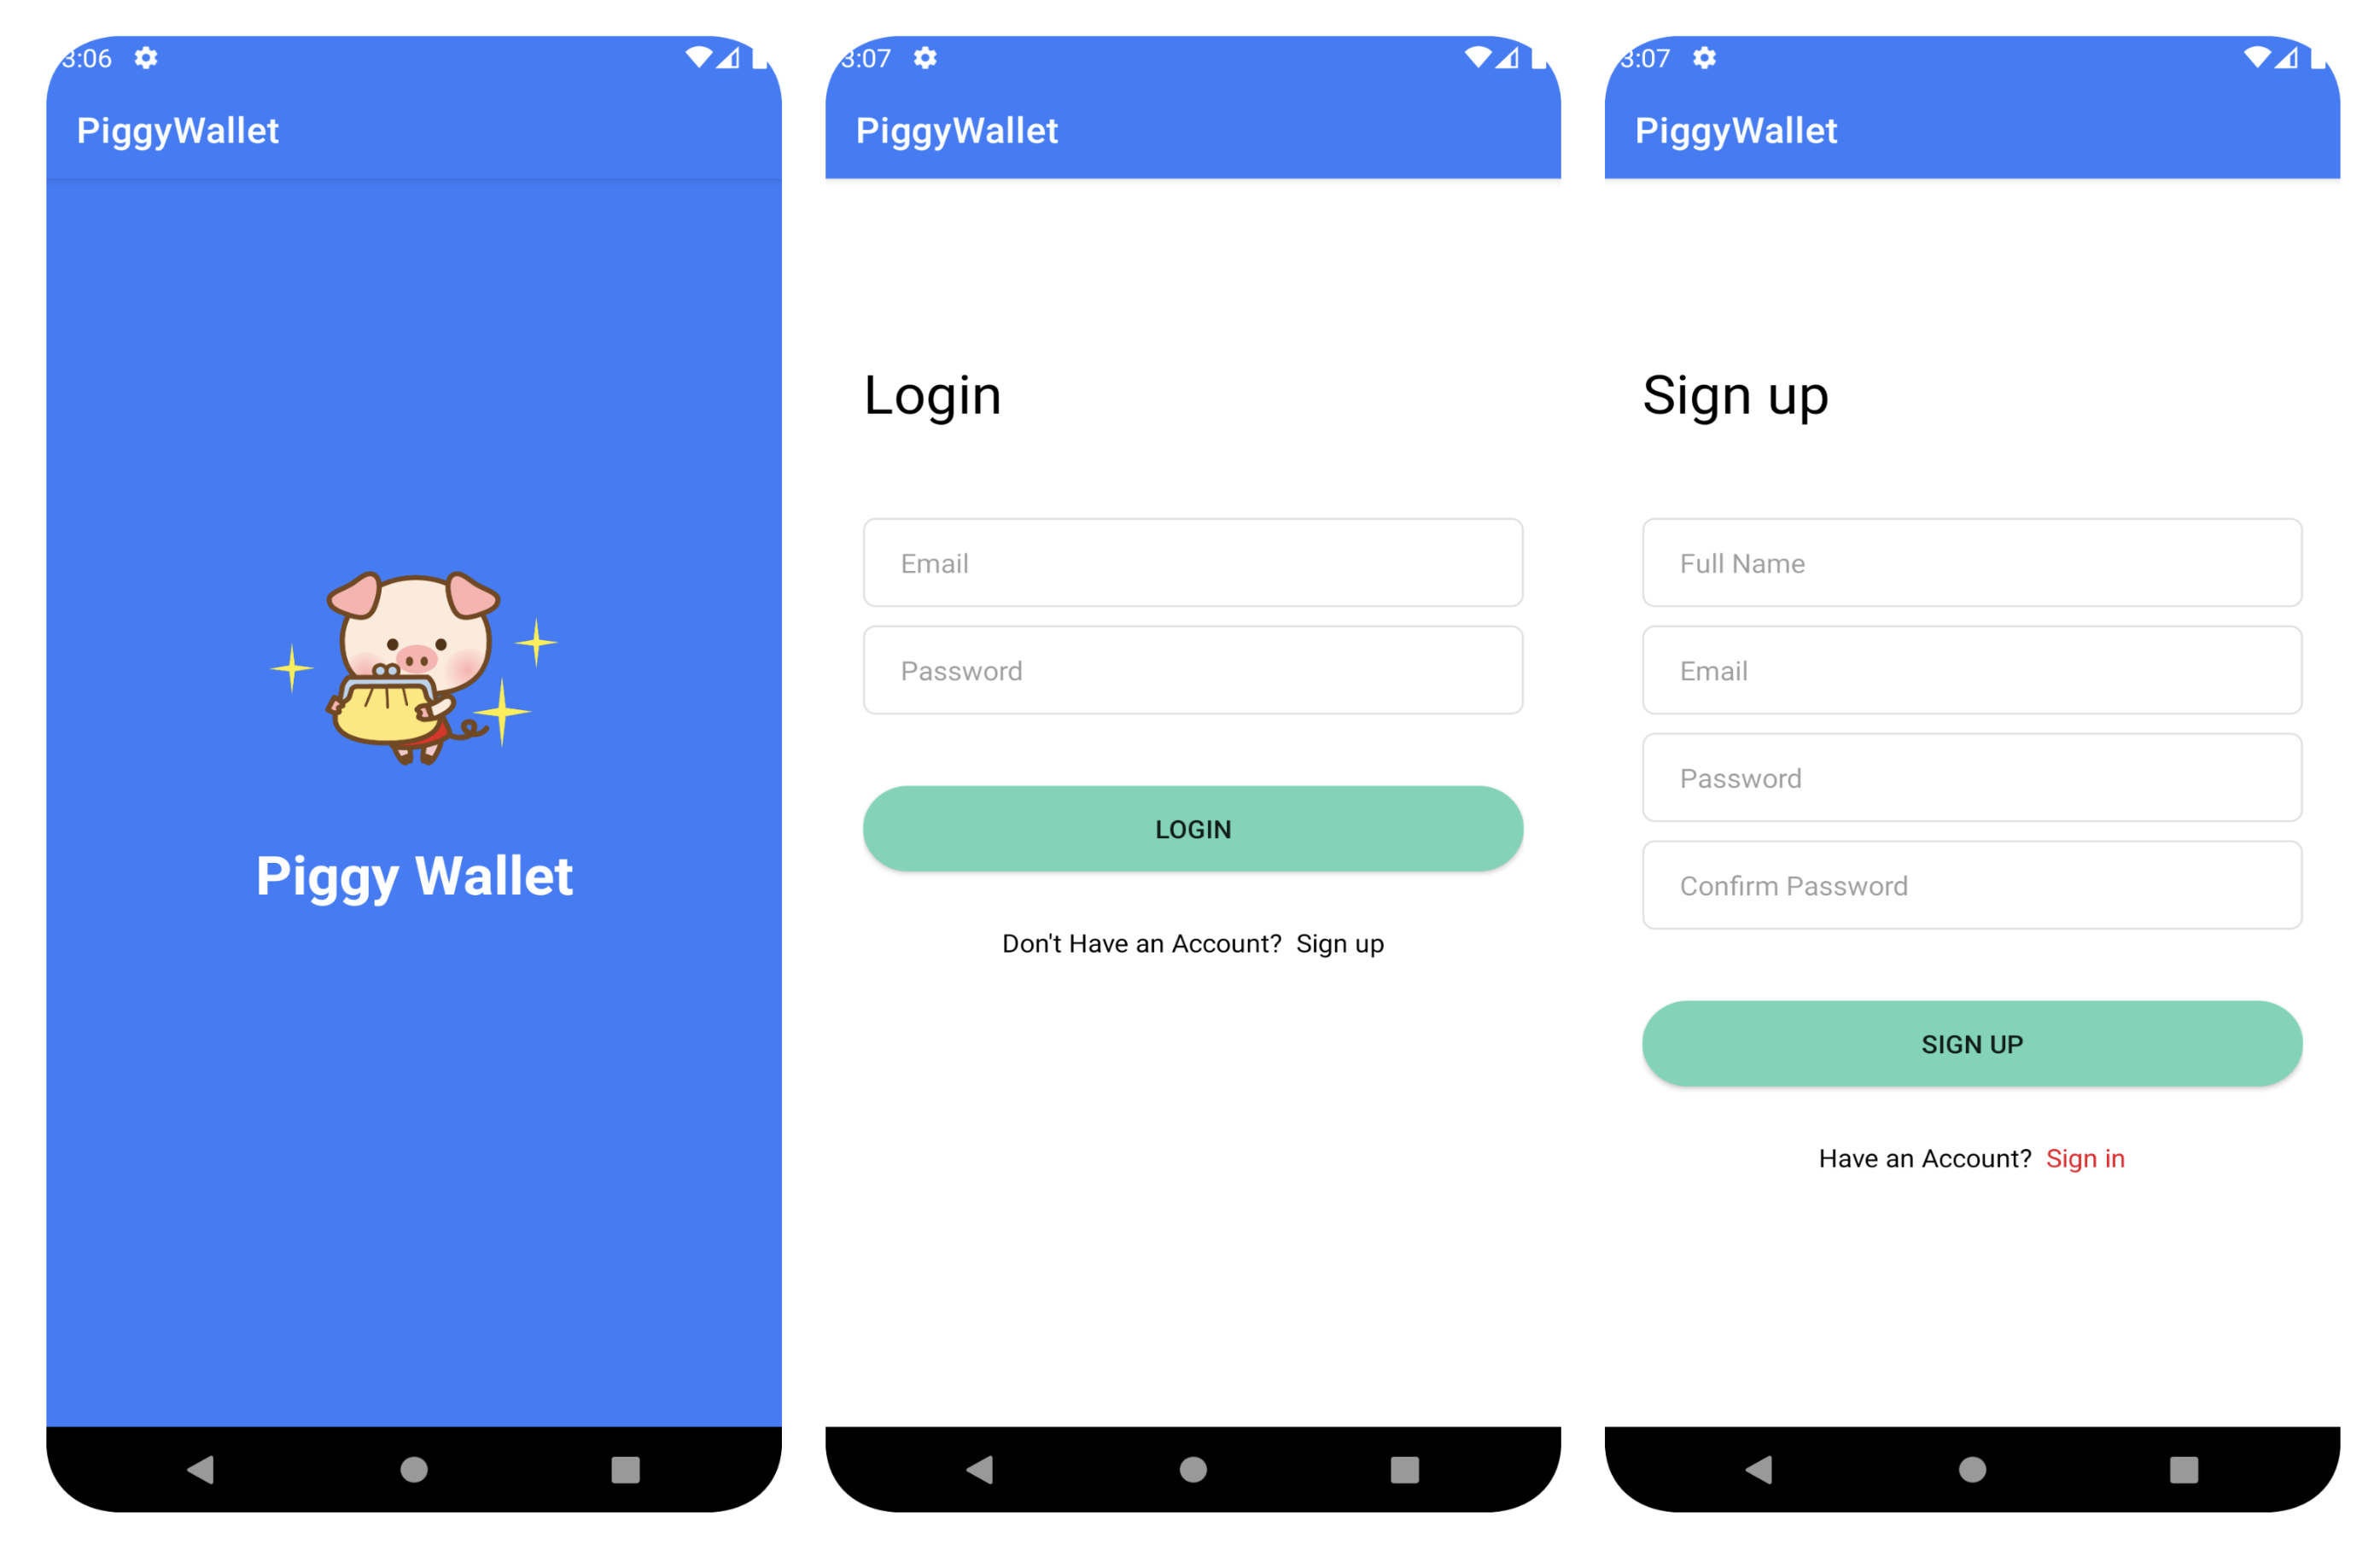 3:06
PiggyWallet
Piggy Wallet
3:07
PiggyWallet
Login
Email
Password
LOGIN
Don't Have an Account? Sign up
3:07
PiggyWallet
Sign up
Full Name
Email
Password
Confirm Password
SIGN UP
Have an Account? Sign in